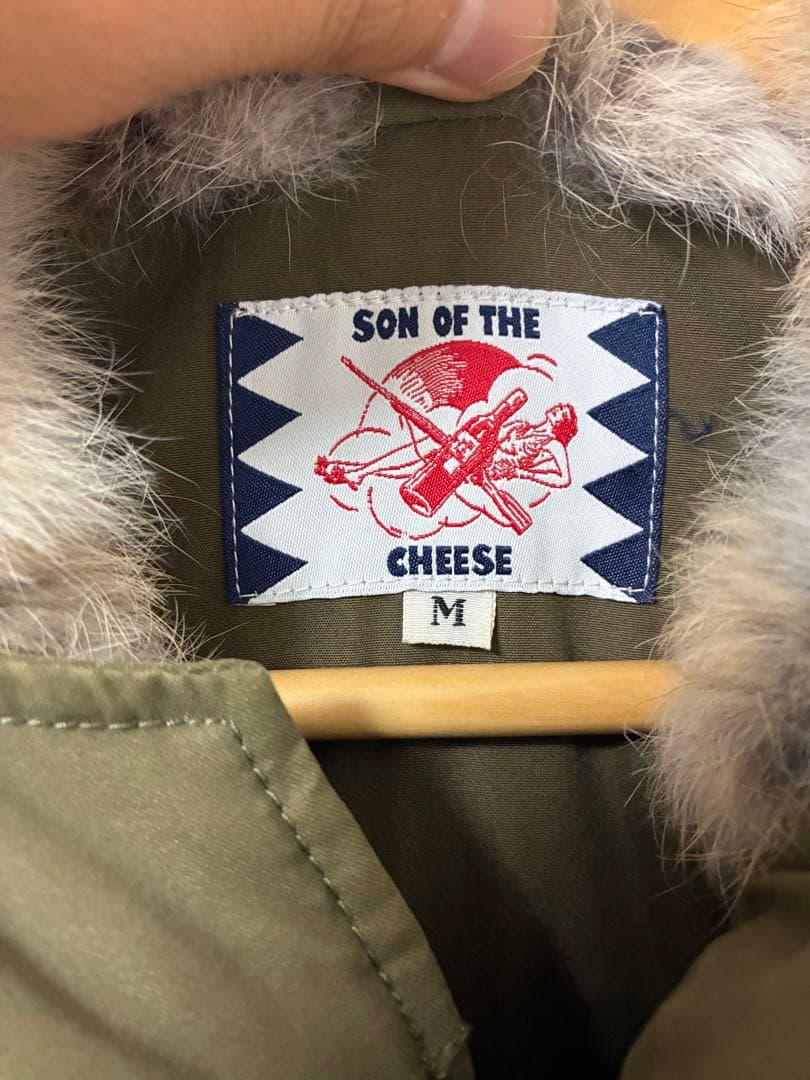 SON OF THE
CHEESE
M